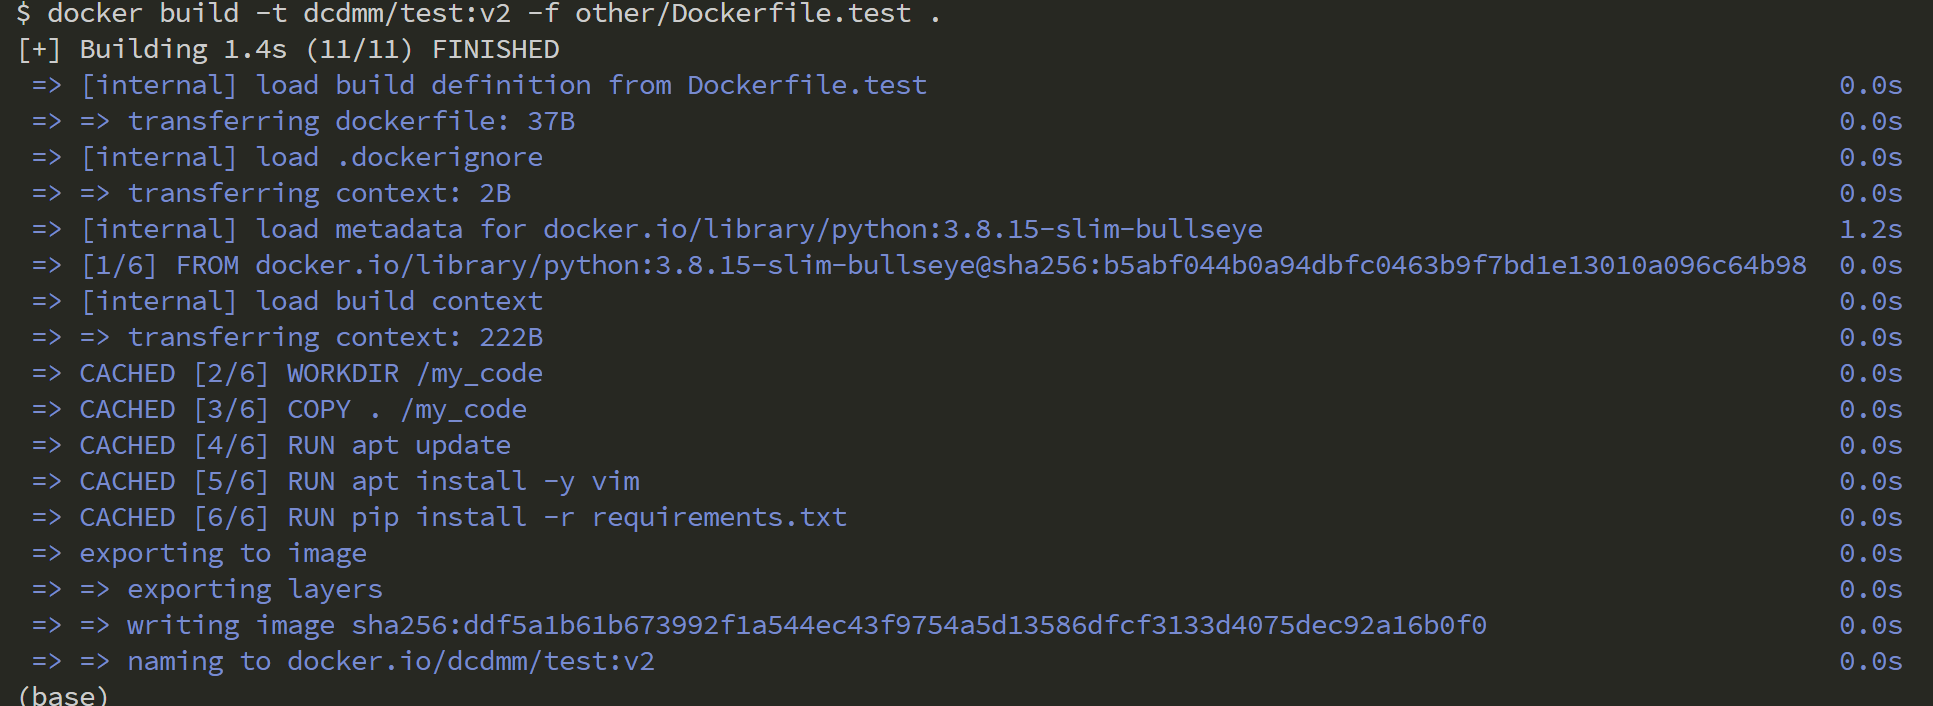 $ docker build -t dcdmm/test:v2 -f other/Dockerfile.test .
[+] Building 1.4s (11/11) FINISHED
 => [internal] load build definition from Dockerfile.test 0.0s
 => => transferring dockerfile: 37B 0.0s
 => [internal] load .dockerignore 0.0s
 => => transferring context: 2B 0.0s
 => [internal] load metadata for docker.io/library/python:3.8.15-slim-bullseye 1.2s
 => [1/6] FROM docker.io/library/python:3.8.15-slim-bullseye@sha256:b5abf044b0a94dbfc0463b9f7bd1e13010a096c64b98 0.0s
 => [internal] load build context 0.0s
 => => transferring context: 222B 0.0s
 => CACHED [2/6] WORKDIR /my_code 0.0s
 => CACHED [3/6] COPY . /my_code 0.0s
 => CACHED [4/6] RUN apt update 0.0s
 => CACHED [5/6] RUN apt install -y vim 0.0s
 => CACHED [6/6] RUN pip install -r requirements.txt 0.0s
 => exporting to image 0.0s
 => => exporting layers 0.0s
 => => writing image sha256:ddf5a1b61b673992f1a544ec43f9754a5d13586dfcf3133d4075dec92a16b0f0 0.0s
 => => naming to docker.io/dcdmm/test:v2 0.0s
(base)